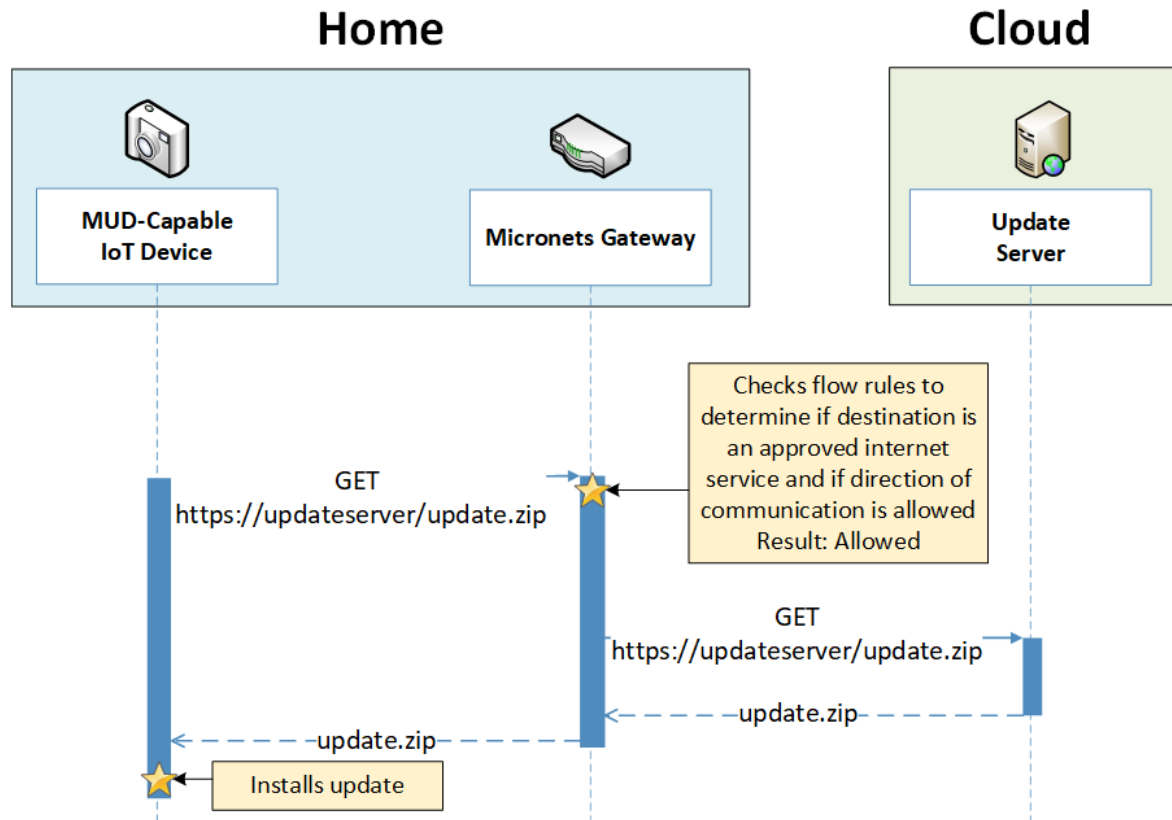 Home
Cloud
MUD-Capable
IoT Device
Micronets Gateway
Update
Server
Checks flow rules to
determine if destination is
an approved internet
service and if direction of
communication is allowed
Result: Allowed
GET
https://updateserver/update.zip
GET
https://updateserver/update.zip
update.zip
update.zip
Installs update